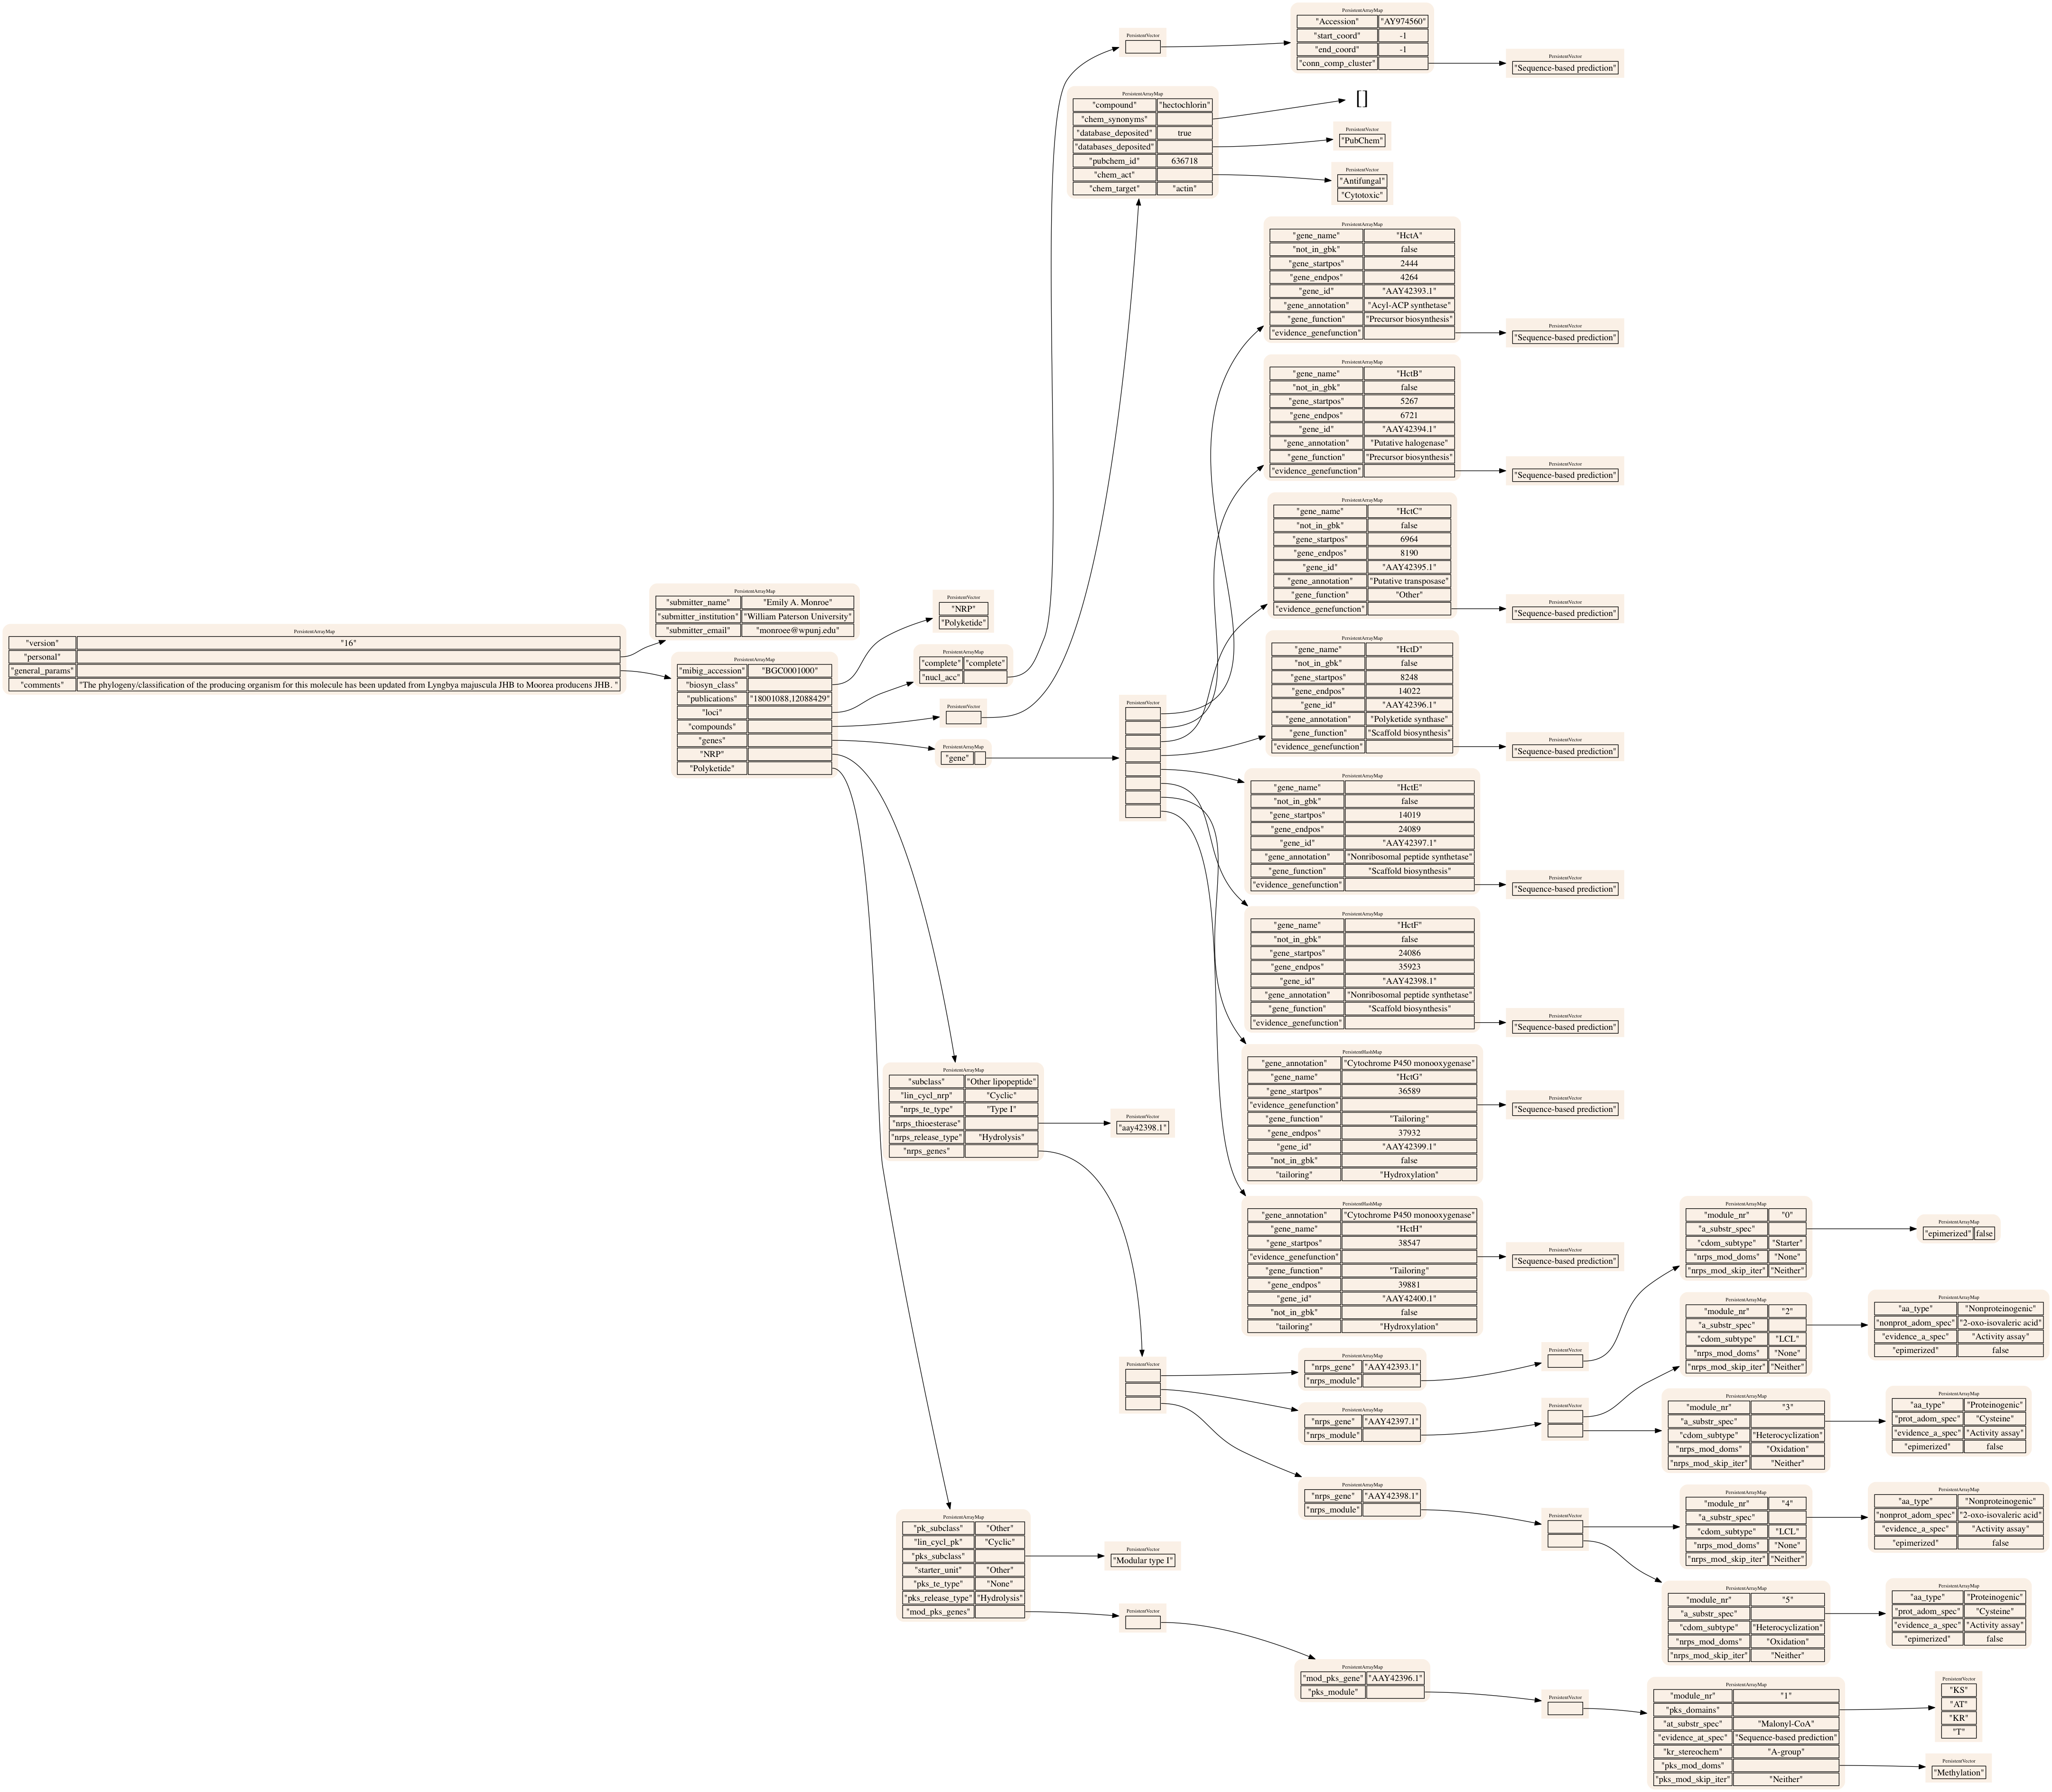 PersistentArrayMap
"version" "16"
"personal"
"general_params"
"comments" "The phylogeny/classification of the producing organism for this molecule has been updated from Lyngbya majuscula JHB to Moorea producens JHB. "
PersistentArrayMap
"submitter_name" "Emily A. Monroe"
"submitter_institution" "William Paterson University"
"submitter_email" "monroee@wpunj.edu"
PersistentArrayMap
"mibig_accession" "BGC0001000"
"biosyn_class"
"publications" "18001088,12088429"
"loci"
"compounds"
"genes"
"NRP"
"Polyketide"
PersistentVector
"NRP"
"Polyketide"
PersistentArrayMap
"complete" "complete"
"nucl_acc"
PersistentVector
PersistentArrayMap
"gene"
PersistentVector
PersistentArrayMap
"Accession" "AY974560"
"start_coord" -1
"end_coord" -1
"conn_comp_cluster"
PersistentVector
"Sequence-based prediction"
PersistentArrayMap
"compound" "hectochlorin"
"chem_synonyms"
"database_deposited" true
"databases_deposited"
"pubchem_id" 636718
"chem_act"
"chem_target" "actin"
[]
PersistentVector
"PubChem"
PersistentVector
"Antifungal"
"Cytotoxic"
PersistentVector
PersistentArrayMap
"gene_name" "HctA"
"not_in_gbk" false
"gene_startpos" 2444
"gene_endpos" 4264
"gene_id" "AAY42393.1"
"gene_annotation" "Acyl-ACP synthetase"
"gene_function" "Precursor biosynthesis"
"evidence_genefunction"
PersistentVector
"Sequence-based prediction"
PersistentArrayMap
"gene_name" "HctB"
"not_in_gbk" false
"gene_startpos" 5267
"gene_endpos" 6721
"gene_id" "AAY42394.1"
"gene_annotation" "Putative halogenase"
"gene_function" "Precursor biosynthesis"
"evidence_genefunction"
PersistentVector
"Sequence-based prediction"
PersistentArrayMap
"gene_name" "HctC"
"not_in_gbk" false
"gene_startpos" 6964
"gene_endpos" 8190
"gene_id" "AAY42395.1"
"gene_annotation" "Putative transposase"
"gene_function" "Other"
"evidence_genefunction"
PersistentVector
"Sequence-based prediction"
PersistentArrayMap
"gene_name" "HctD"
"not_in_gbk" false
"gene_startpos" 8248
"gene_endpos" 14022
"gene_id" "AAY42396.1"
"gene_annotation" "Polyketide synthase"
"gene_function" "Scaffold biosynthesis"
"evidence_genefunction"
PersistentVector
"Sequence-based prediction"
PersistentArrayMap
"gene_name" "HctE"
"not_in_gbk" false
"gene_startpos" 14019
"gene_endpos" 24089
"gene_id" "AAY42397.1"
"gene_annotation" "Nonribosomal peptide synthetase"
"gene_function" "Scaffold biosynthesis"
"evidence_genefunction"
PersistentVector
"Sequence-based prediction"
PersistentArrayMap
"gene_name" "HctF"
"not_in_gbk" false
"gene_startpos" 24086
"gene_endpos" 35923
"gene_id" "AAY42398.1"
"gene_annotation" "Nonribosomal peptide synthetase"
"gene_function" "Scaffold biosynthesis"
"evidence_genefunction"
PersistentVector
"Sequence-based prediction"
PersistentHashMap
"gene_annotation" "Cytochrome P450 monooxygenase"
"gene_name" "HctG"
"gene_startpos" 36589
"evidence_genefunction"
"gene_function" "Tailoring"
"gene_endpos" 37932
"gene_id" "AAY42399.1"
"not_in_gbk" false
"tailoring" "Hydroxylation"
PersistentVector
"Sequence-based prediction"
PersistentHashMap
"gene_annotation" "Cytochrome P450 monooxygenase"
"gene_name" "HctH"
"gene_startpos" 38547
"evidence_genefunction"
"gene_function" "Tailoring"
"gene_endpos" 39881
"gene_id" "AAY42400.1"
"not_in_gbk" false
"tailoring" "Hydroxylation"
PersistentVector
"Sequence-based prediction"
PersistentArrayMap
"subclass" "Other lipopeptide"
"lin_cycl_nrp" "Cyclic"
"nrps_te_type" "Type I"
"nrps_thioesterase"
"nrps_release_type" "Hydrolysis"
"nrps_genes"
PersistentVector
"aay42398.1"
PersistentVector
PersistentArrayMap
"nrps_gene" "AAY42393.1"
"nrps_module"
PersistentVector
PersistentArrayMap
"module_nr" "0"
"a_substr_spec"
"cdom_subtype" "Starter"
"nrps_mod_doms" "None"
"nrps_mod_skip_iter" "Neither"
PersistentArrayMap
"epimerized" false
PersistentArrayMap
"nrps_gene" "AAY42397.1"
"nrps_module"
PersistentVector
PersistentArrayMap
"module_nr" "2"
"a_substr_spec"
"cdom_subtype" "LCL"
"nrps_mod_doms" "None"
"nrps_mod_skip_iter" "Neither"
PersistentArrayMap
"aa_type" "Nonproteinogenic"
"nonprot_adom_spec" "2-oxo-isovaleric acid"
"evidence_a_spec" "Activity assay"
"epimerized" false
PersistentArrayMap
"module_nr" "3"
"a_substr_spec"
"cdom_subtype" "Heterocyclization"
"nrps_mod_doms" "Oxidation"
"nrps_mod_skip_iter" "Neither"
PersistentArrayMap
"aa_type" "Proteinogenic"
"prot_adom_spec" "Cysteine"
"evidence_a_spec" "Activity assay"
"epimerized" false
PersistentArrayMap
"nrps_gene" "AAY42398.1"
"nrps_module"
PersistentVector
PersistentArrayMap
"module_nr" "4"
"a_substr_spec"
"cdom_subtype" "LCL"
"nrps_mod_doms" "None"
"nrps_mod_skip_iter" "Neither"
PersistentArrayMap
"aa_type" "Nonproteinogenic"
"nonprot_adom_spec" "2-oxo-isovaleric acid"
"evidence_a_spec" "Activity assay"
"epimerized" false
PersistentArrayMap
"module_nr" "5"
"a_substr_spec"
"cdom_subtype" "Heterocyclization"
"nrps_mod_doms" "Oxidation"
"nrps_mod_skip_iter" "Neither"
PersistentArrayMap
"aa_type" "Proteinogenic"
"prot_adom_spec" "Cysteine"
"evidence_a_spec" "Activity assay"
"epimerized" false
PersistentArrayMap
"pk_subclass" "Other"
"lin_cycl_pk" "Cyclic"
"pks_subclass"
"starter_unit" "Other"
"pks_te_type" "None"
"pks_release_type" "Hydrolysis"
"mod_pks_genes"
PersistentVector
"Modular type I"
PersistentVector
PersistentArrayMap
"mod_pks_gene" "AAY42396.1"
"pks_module"
PersistentVector
PersistentArrayMap
"module_nr" "1"
"pks_domains"
"at_substr_spec" "Malonyl-CoA"
"evidence_at_spec" "Sequence-based prediction"
"kr_stereochem" "A-group"
"pks_mod_doms"
"pks_mod_skip_iter" "Neither"
PersistentVector
"KS"
"AT"
"KR"
"T"
PersistentVector
"Methylation"